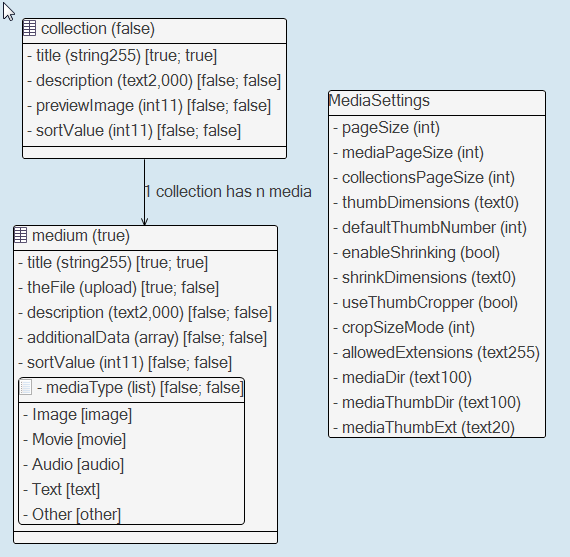 collection (false)
- title (string255) [true; true]
- description (text2,000) [false; false]
- previewImage (int11) [false; false]
- sortValue (int11) [false; false]
1 collection has n media
medium (true)
- title (string255) [true; true]
- theFile (upload) [true; false]
- description (text2,000) [false; false]
- additionalData (array) [false; false]
- sortValue (int11) [false; false]
- mediaType (list) [false; false]
- Image [image]
- Movie [movie]
- Audio [audio]
- Text [text]
- Other [other]
MediaSettings
- pageSize (int)
- mediaPageSize (int)
- collectionsPageSize (int)
- thumbDimensions (text0)
- defaultThumbNumber (int)
- enableShrinking (bool)
- shrinkDimensions (text0)
- useThumbCropper (bool)
- cropSizeMode (int)
- allowedExtensions (text255)
- mediaDir (text100)
- mediaThumbDir (text100)
- mediaThumbExt (text20)